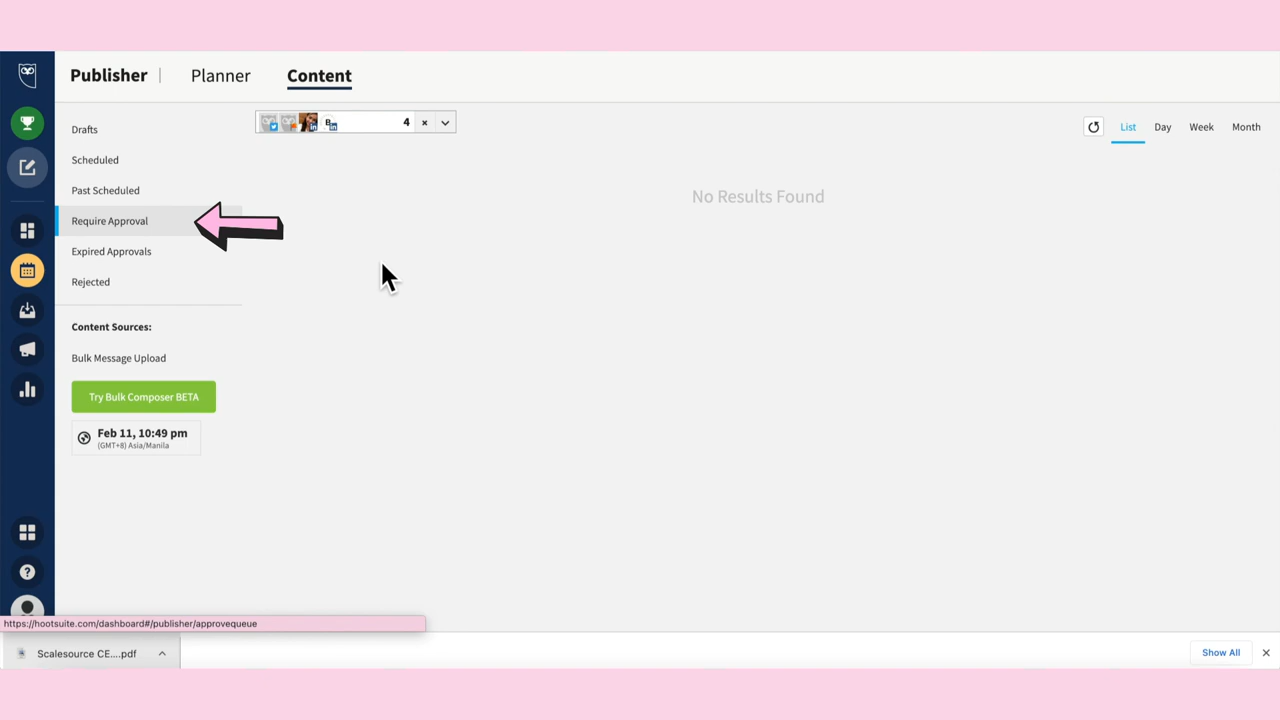 Publisher
Planner
Content
Drafts
Scheduled
Past Scheduled
Require Approval
Expired Approvals
Rejected
Content Sources:
Bulk Message Upload
Try Bulk Composer BETA
Feb 11, 10:49 pm
(GMT+8) Asia/Manila
4
List
Day
Week
Month
No Results Found
https://hootsuite.com/dashboard#/publisher/approvequeue
Scalesource CE....pdf
Show All